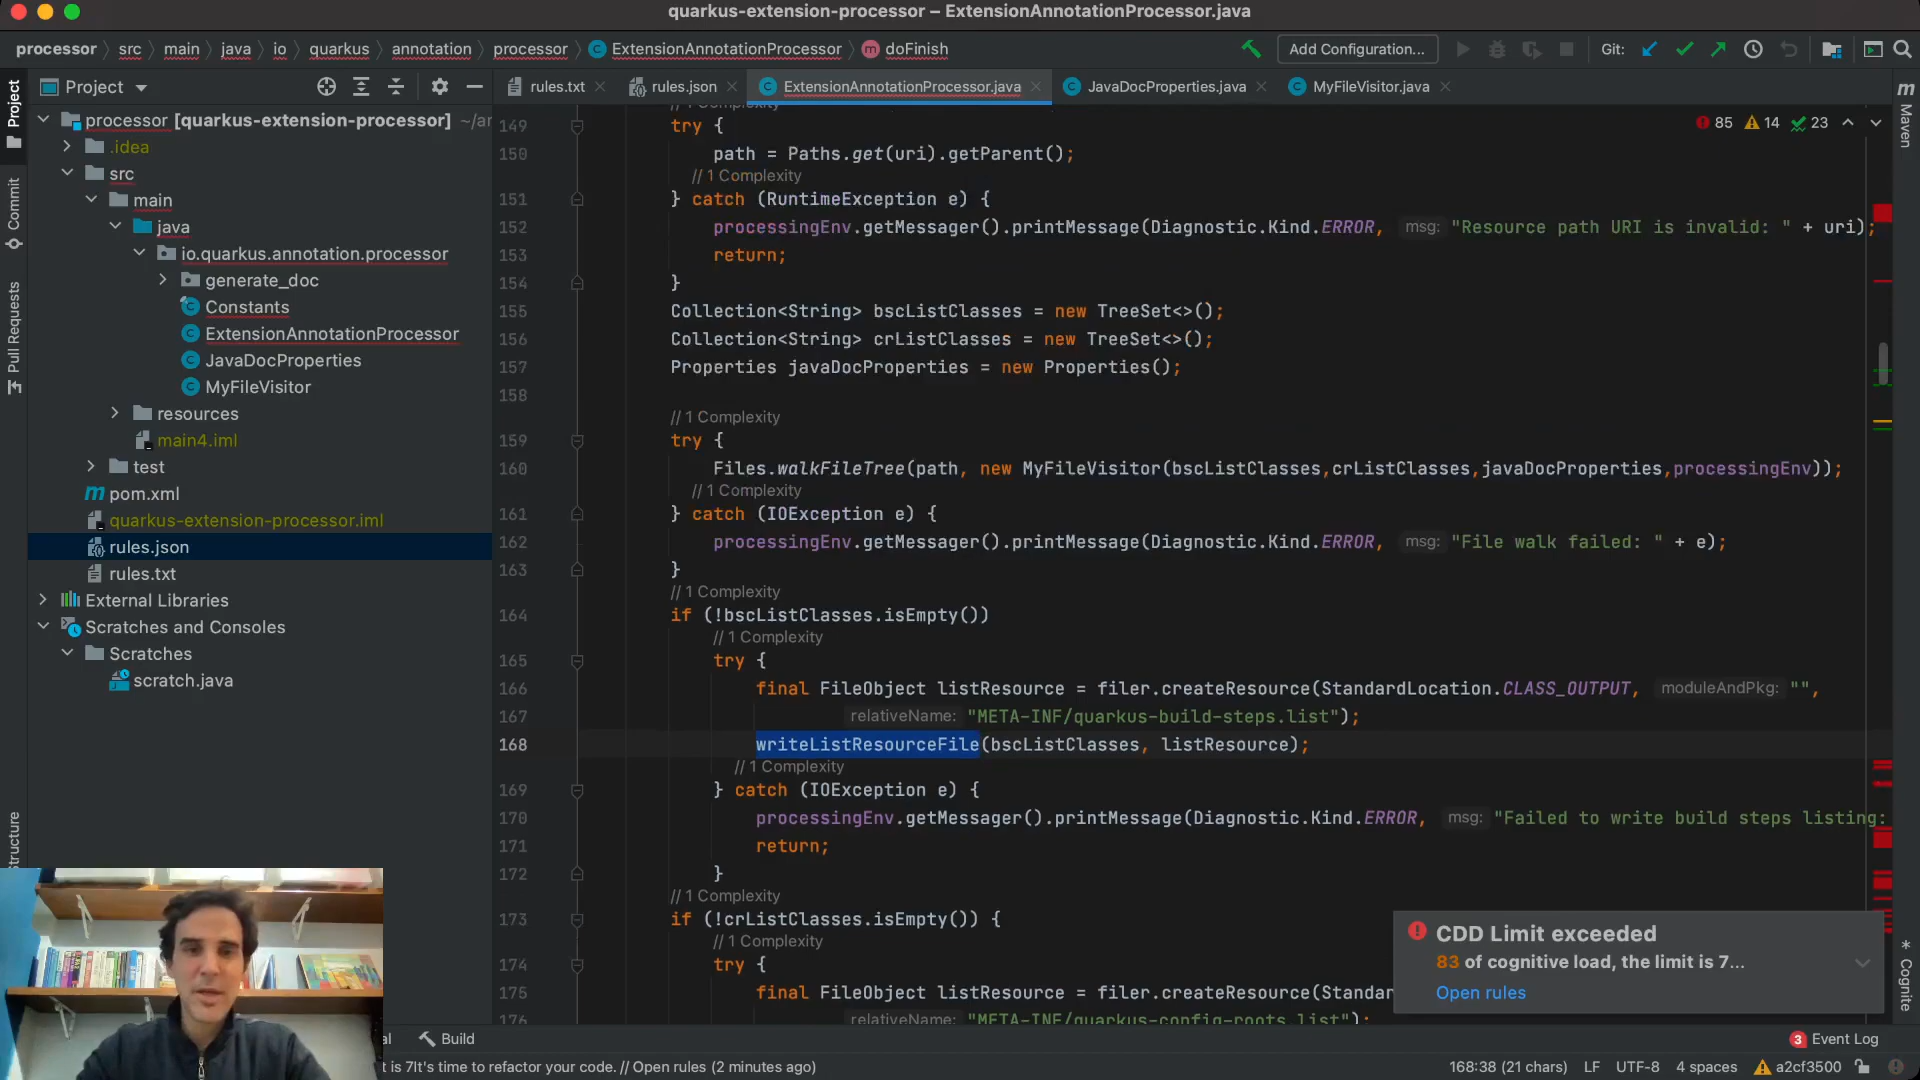 quarkus-extension-processor – ExtensionAnnotationProcessor.java
processor
src
main
java
io
quarkus
annotation
processor
ExtensionAnnotationProcessor
doFinish
Add Configuration...
Git:
Project
rules.txt
rules.json
ExtensionAnnotationProcessor.java
JavaDocProperties.java
MyFileVisitor.java
Project
Commit
Pull Requests
Maven
Cognite
processor [quarkus-extension-processor]
.idea
src
main
java
io.quarkus.annotation.processor
generate_doc
Constants
ExtensionAnnotationProcessor
JavaDocProperties
MyFileVisitor
resources
main4.iml
test
pom.xml
quarkus-extension-processor.iml
rules.json
rules.txt
External Libraries
Scratches and Consoles
Scratches
scratch.java
85 14 23
// 1 Complexity
149 try {
150 path = Paths.get(uri).getParent();
// 1 Complexity
151 } catch (RuntimeException e) {
152 processingEnv.getMessager().printMessage(Diagnostic.Kind.ERROR, msg: "Resource path URI is invalid: " + uri);
153 return;
154 }
155 Collection<String> bscListClasses = new TreeSet<>();
156 Collection<String> crListClasses = new TreeSet<>();
157 Properties javaDocProperties = new Properties();
158
// 1 Complexity
159 try {
160 Files.walkFileTree(path, new MyFileVisitor(bscListClasses,crListClasses,javaDocProperties,processingEnv));
// 1 Complexity
161 } catch (IOException e) {
162 processingEnv.getMessager().printMessage(Diagnostic.Kind.ERROR, msg: "File walk failed: " + e);
163 }
// 1 Complexity
164 if (!bscListClasses.isEmpty())
// 1 Complexity
165 try {
166 final FileObject listResource = filer.createResource(StandardLocation.CLASS_OUTPUT, moduleAndPkg: "",
167 relativeName: "META-INF/quarkus-build-steps.list");
168 writeListResourceFile(bscListClasses, listResource);
// 1 Complexity
169 } catch (IOException e) {
170 processingEnv.getMessager().printMessage(Diagnostic.Kind.ERROR, msg: "Failed to write build steps listing:
171 return;
172 }
// 1 Complexity
173 if (!crListClasses.isEmpty()) {
// 1 Complexity
174 try {
175 final FileObject listResource = filer.createResource(Standar
176 relativeName: "META-INF/quarkus-config-roots.list");
CDD Limit exceeded
83 of cognitive load, the limit is 7...
Open rules
Build
3 Event Log
t is 7It's time to refactor your code. // Open rules (2 minutes ago)
168:38 (21 chars)
LF
UTF-8
4 spaces
a2cf3500